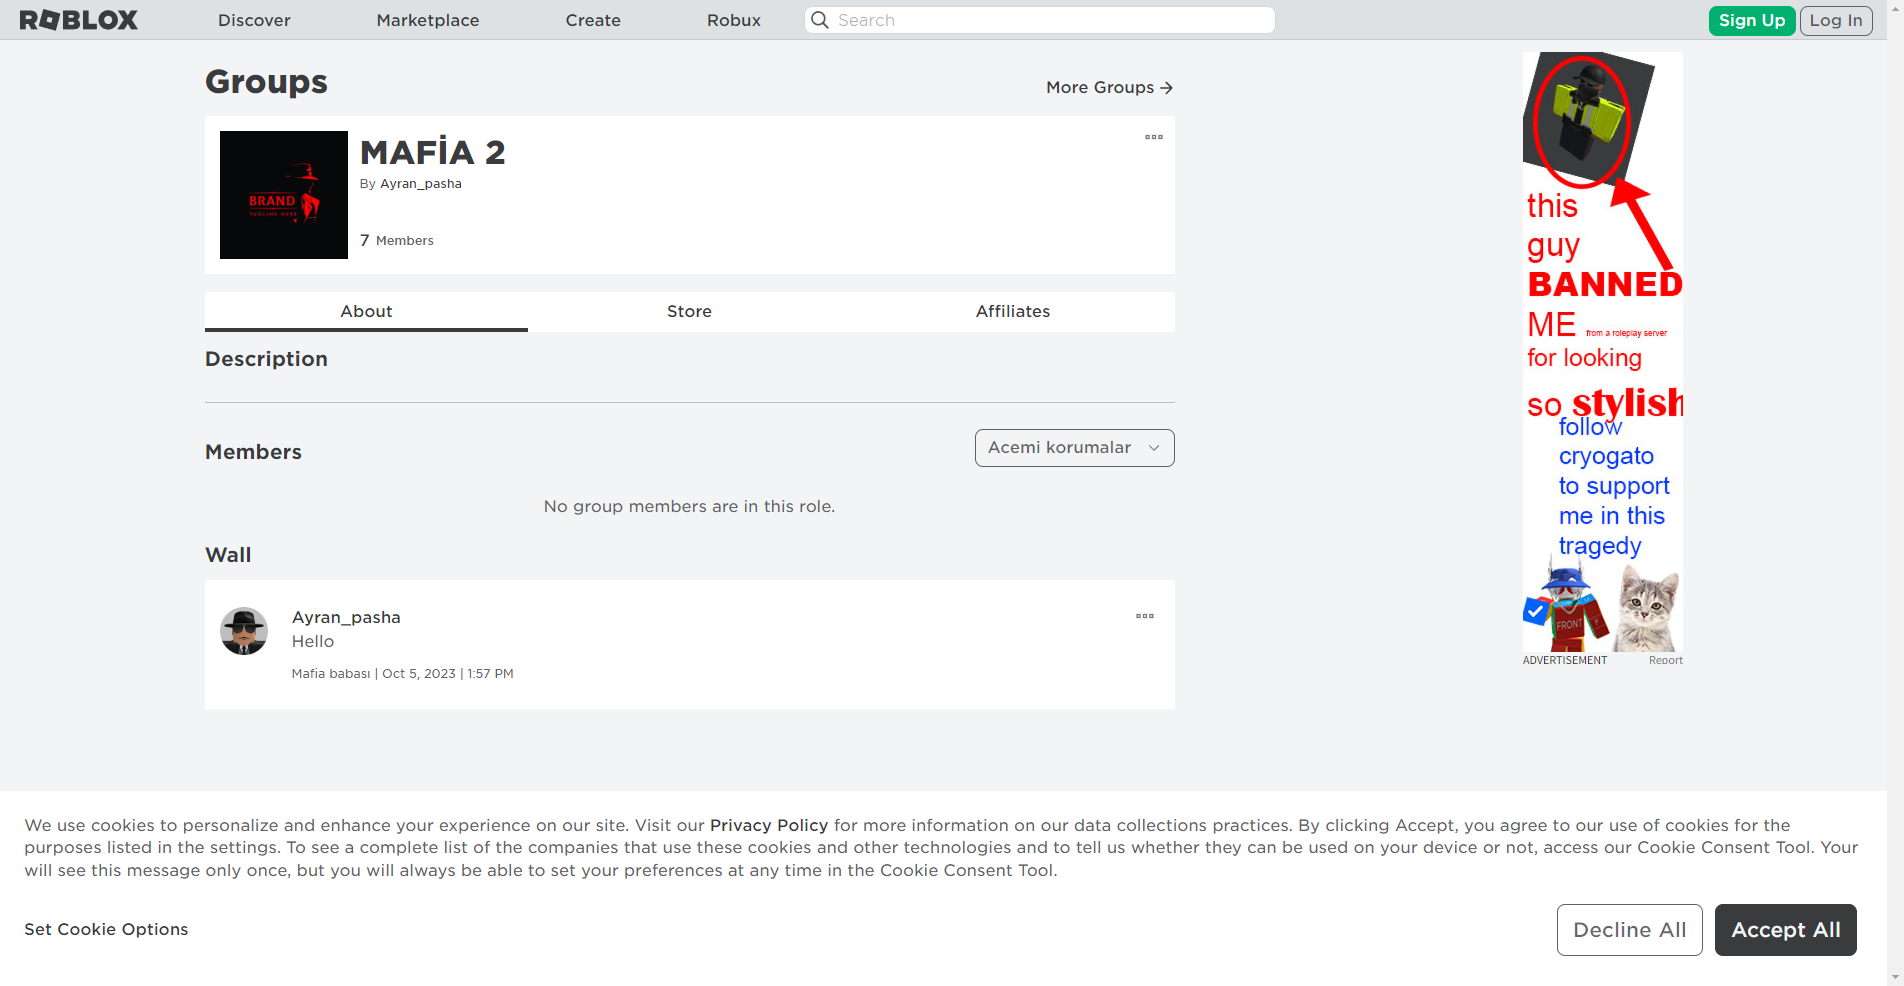 ROBLOX
Discover
Marketplace
Create
Robux
Search
Sign Up
Log In
Groups
More Groups →
BRAND
TAGLINE HERE
MAFİA 2
By Ayran_pasha
7 Members
About
Store
Affiliates
Description
Members
Acemi korumalar
No group members are in this role.
Wall
Ayran_pasha
Hello
Mafia babası | Oct 5, 2023 | 1:57 PM
this
guy
BANNED
ME from a roleplay server
for looking
so stylish
follow
cryogato
to support
me in this
tragedy
FRONT
ADVERTISEMENT
Report
We use cookies to personalize and enhance your experience on our site. Visit our Privacy Policy for more information on our data collections practices. By clicking Accept, you agree to our use of cookies for the
purposes listed in the settings. To see a complete list of the companies that use these cookies and other technologies and to tell us whether they can be used on your device or not, access our Cookie Consent Tool. Your
will see this message only once, but you will always be able to set your preferences at any time in the Cookie Consent Tool.
Set Cookie Options
Decline All
Accept All